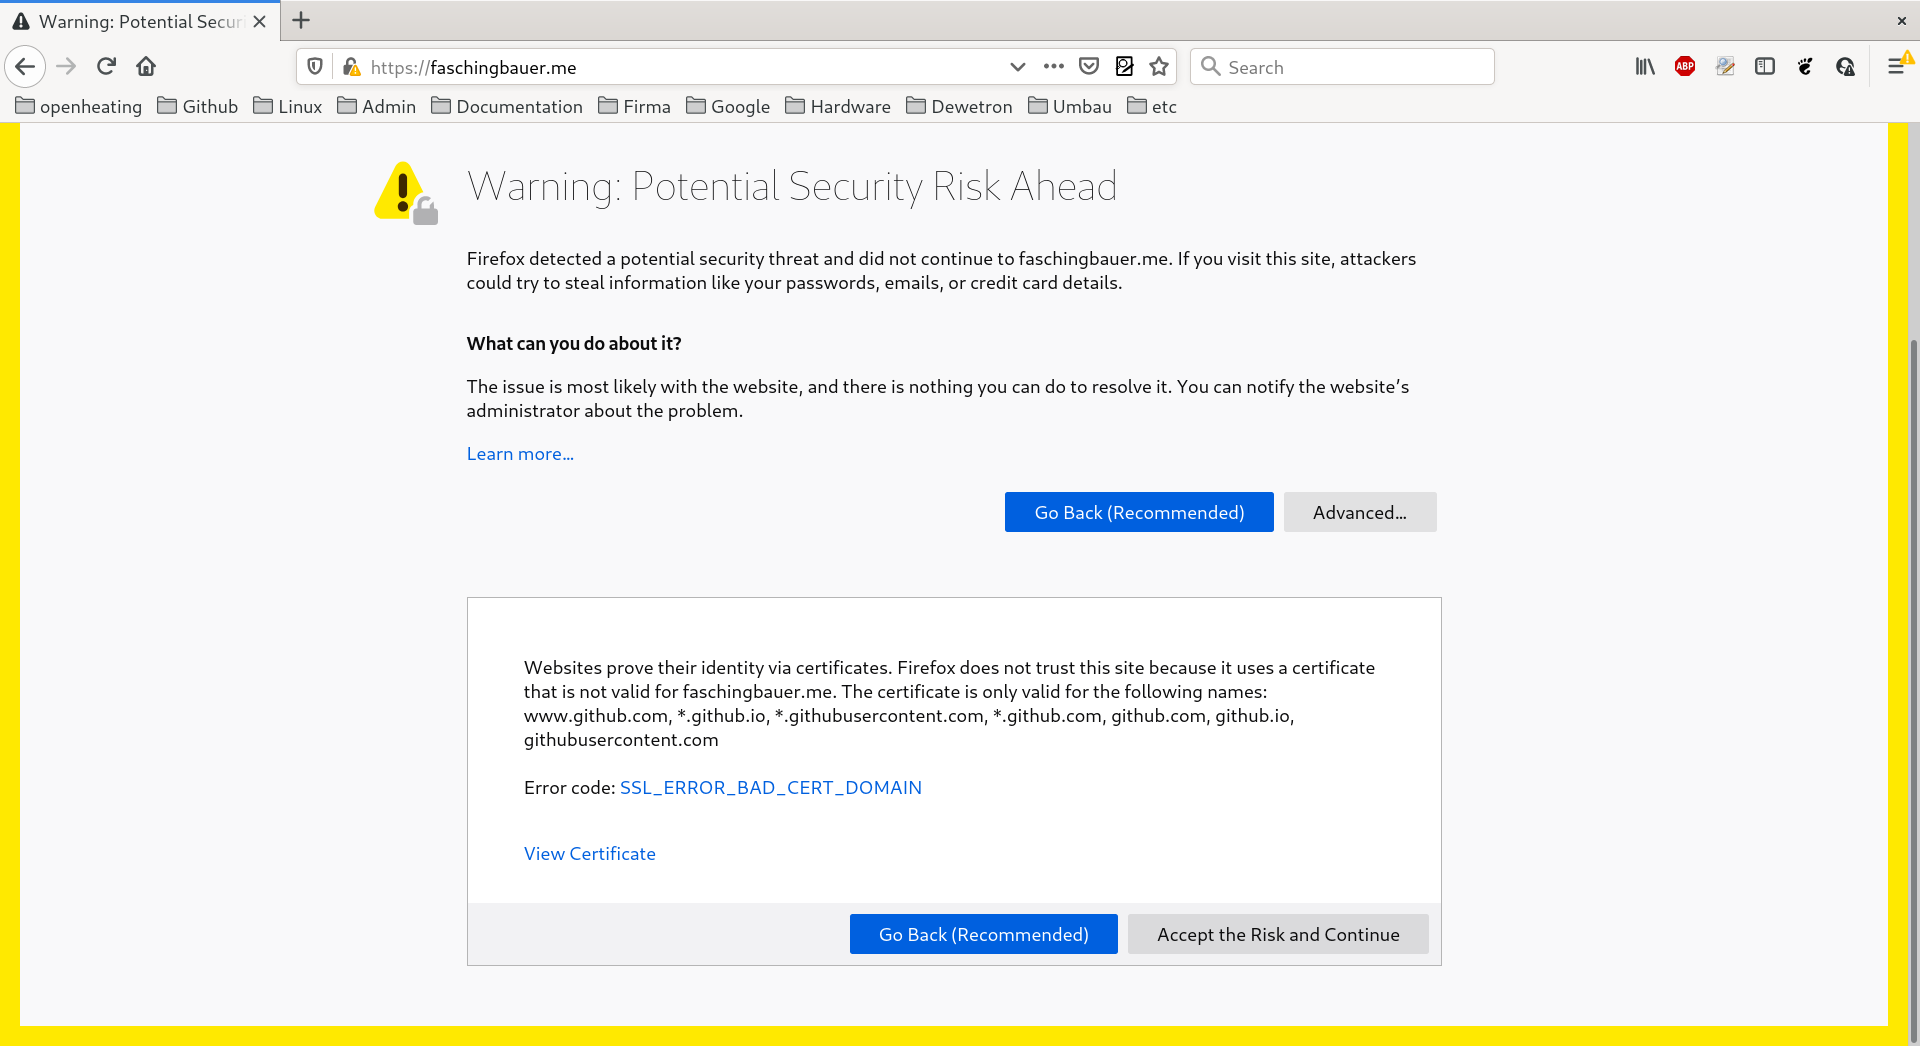 Warning: Potential Secur
https://faschingbauer.me
Search
ABP
openheating Github Linux Admin Documentation Firma Google Hardware Dewetron Umbau etc
Warning: Potential Security Risk Ahead
Firefox detected a potential security threat and did not continue to faschingbauer.me. If you visit this site, attackers
could try to steal information like your passwords, emails, or credit card details.
What can you do about it?
The issue is most likely with the website, and there is nothing you can do to resolve it. You can notify the website’s
administrator about the problem.
Learn more…
Go Back (Recommended) Advanced…
Websites prove their identity via certificates. Firefox does not trust this site because it uses a certificate
that is not valid for faschingbauer.me. The certificate is only valid for the following names:
www.github.com, *.github.io, *.githubusercontent.com, *.github.com, github.com, github.io,
githubusercontent.com
Error code: SSL_ERROR_BAD_CERT_DOMAIN
View Certificate
Go Back (Recommended) Accept the Risk and Continue